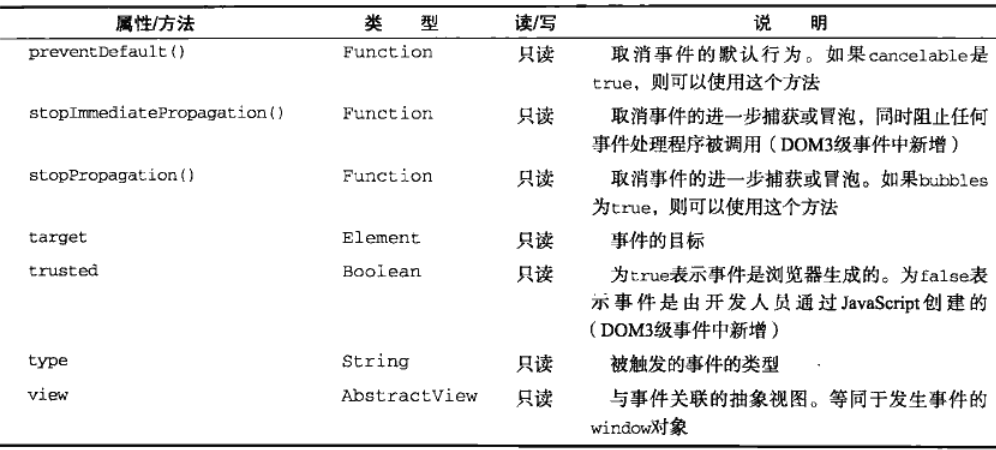 属性/方法 类 型 读/写 说 明
preventDefault() Function 只读 取消事件的默认行为。如果cancelable是
true，则可以使用这个方法
stopImmediatePropagation() Function 只读 取消事件的进一步捕获或冒泡，同时阻止任何
事件处理程序被调用（DOM3级事件中新增）
stopPropagation() Function 只读 取消事件的进一步捕获或冒泡。如果bubbles
为true，则可以使用这个方法
target Element 只读 事件的目标
trusted Boolean 只读 为true表示事件是浏览器生成的。为false表
示事件是由开发人员通过JavaScript创建的
（DOM3级事件中新增）
type String 只读 被触发的事件的类型
view AbstractView 只读 与事件关联的抽象视图。等同于发生事件的
window对象